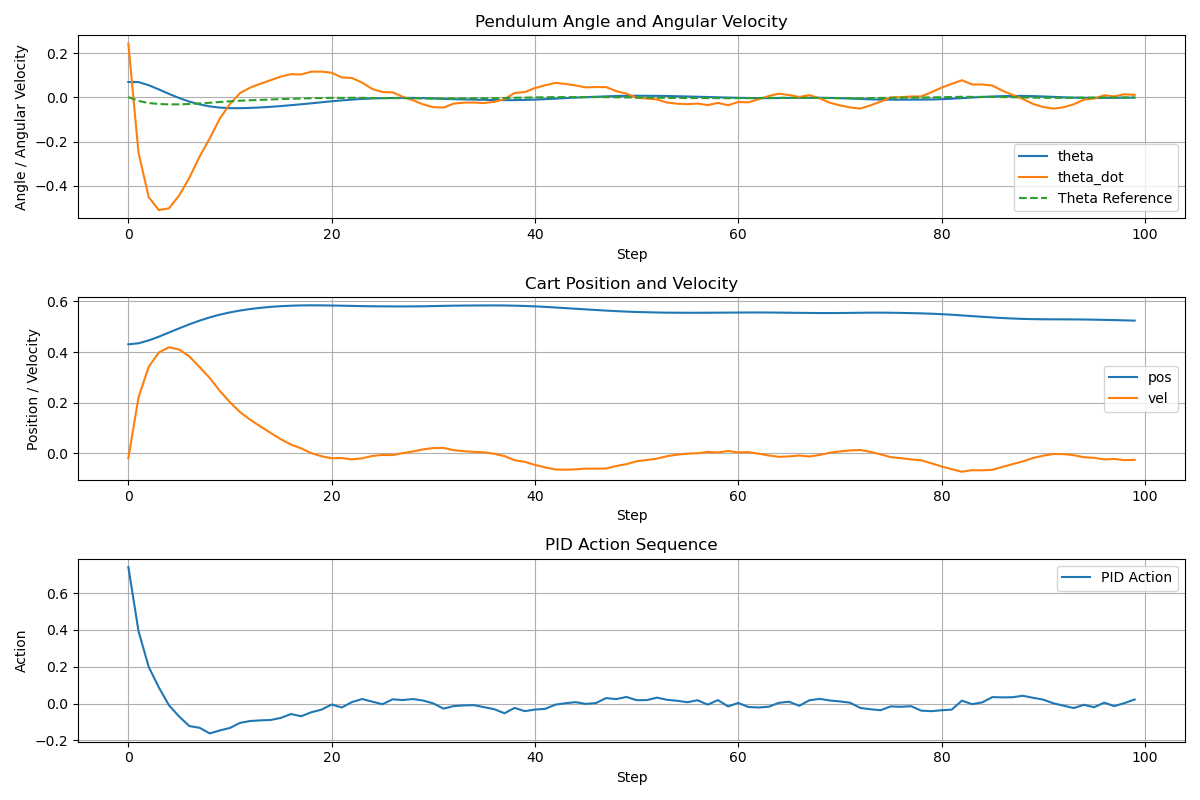 Pendulum Angle and Angular Velocity
Angle / Angular Velocity
0.2
0.0
−0.2
−0.4
theta
theta_dot
Theta Reference
0 20 40 60 80 100
Step
Cart Position and Velocity
Position / Velocity
0.6
0.4
0.2
0.0
pos
vel
0 20 40 60 80 100
Step
PID Action Sequence
Action
0.6
0.4
0.2
0.0
−0.2
PID Action
0 20 40 60 80 100
Step